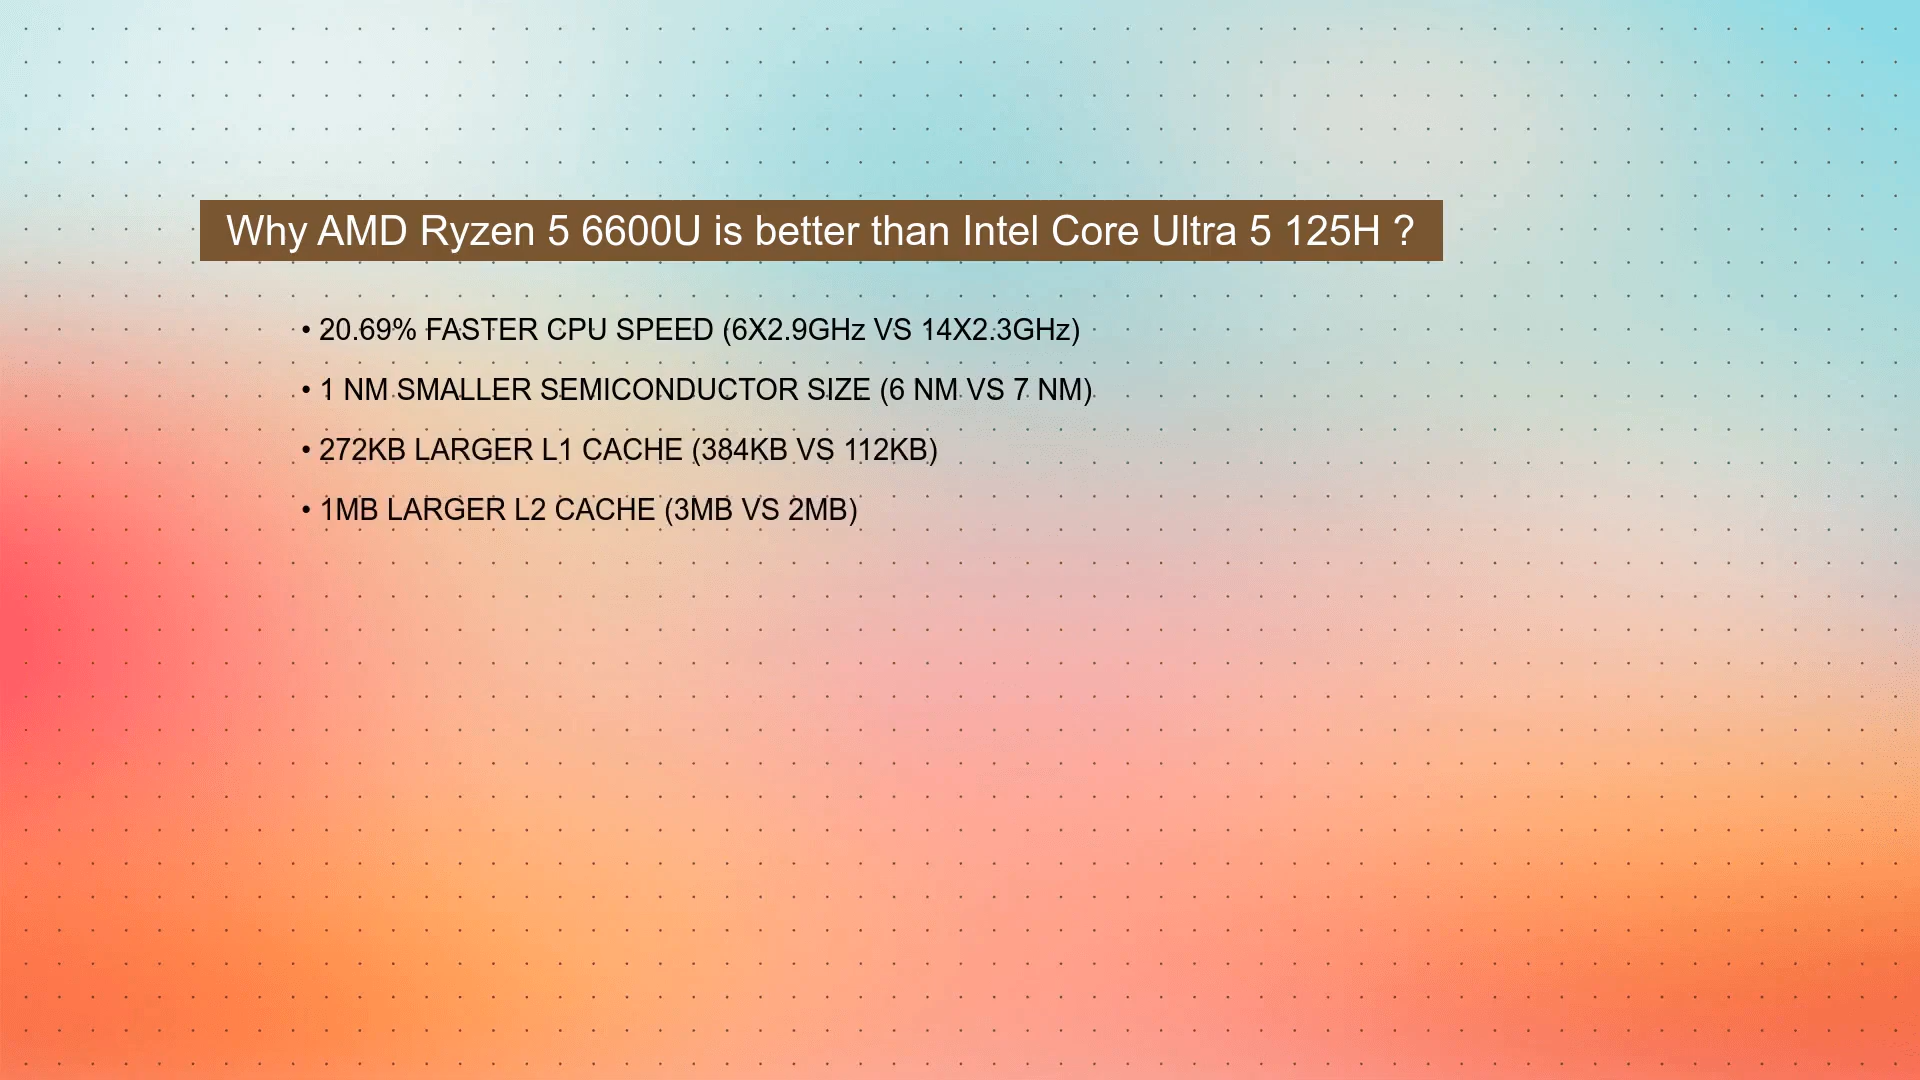 Why AMD Ryzen 5 6600U is better than Intel Core Ultra 5 125H ?
• 20.69% FASTER CPU SPEED (6X2.9GHz VS 14X2.3GHz)
• 1 NM SMALLER SEMICONDUCTOR SIZE (6 NM VS 7 NM)
• 272KB LARGER L1 CACHE (384KB VS 112KB)
• 1MB LARGER L2 CACHE (3MB VS 2MB)